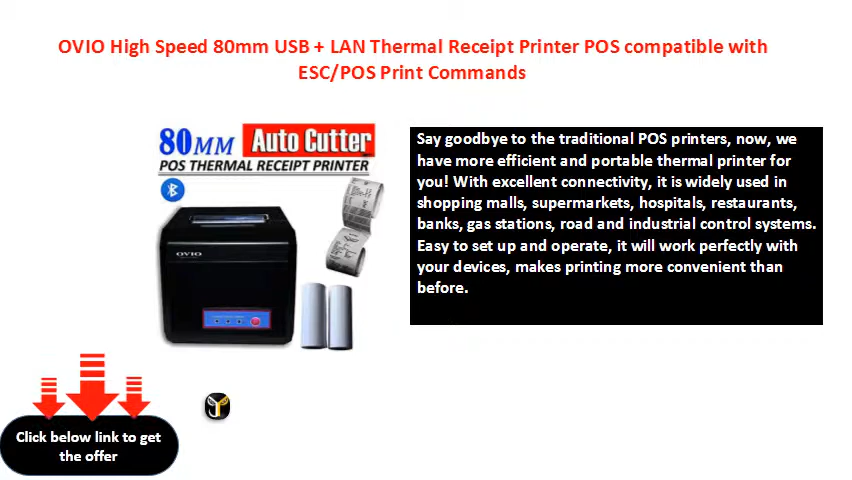 OVIO High Speed 80mm USB + LAN Thermal Receipt Printer POS compatible with
ESC/POS Print Commands
80MM Auto Cutter
POS THERMAL RECEIPT PRINTER
OVIO
Say goodbye to the traditional POS printers, now, we
have more efficient and portable thermal printer for
you! With excellent connectivity, it is widely used in
shopping malls, supermarkets, hospitals, restaurants,
banks, gas stations, road and industrial control systems.
Easy to set up and operate, it will work perfectly with
your devices, makes printing more convenient than
before.
Click below link to get
the offer